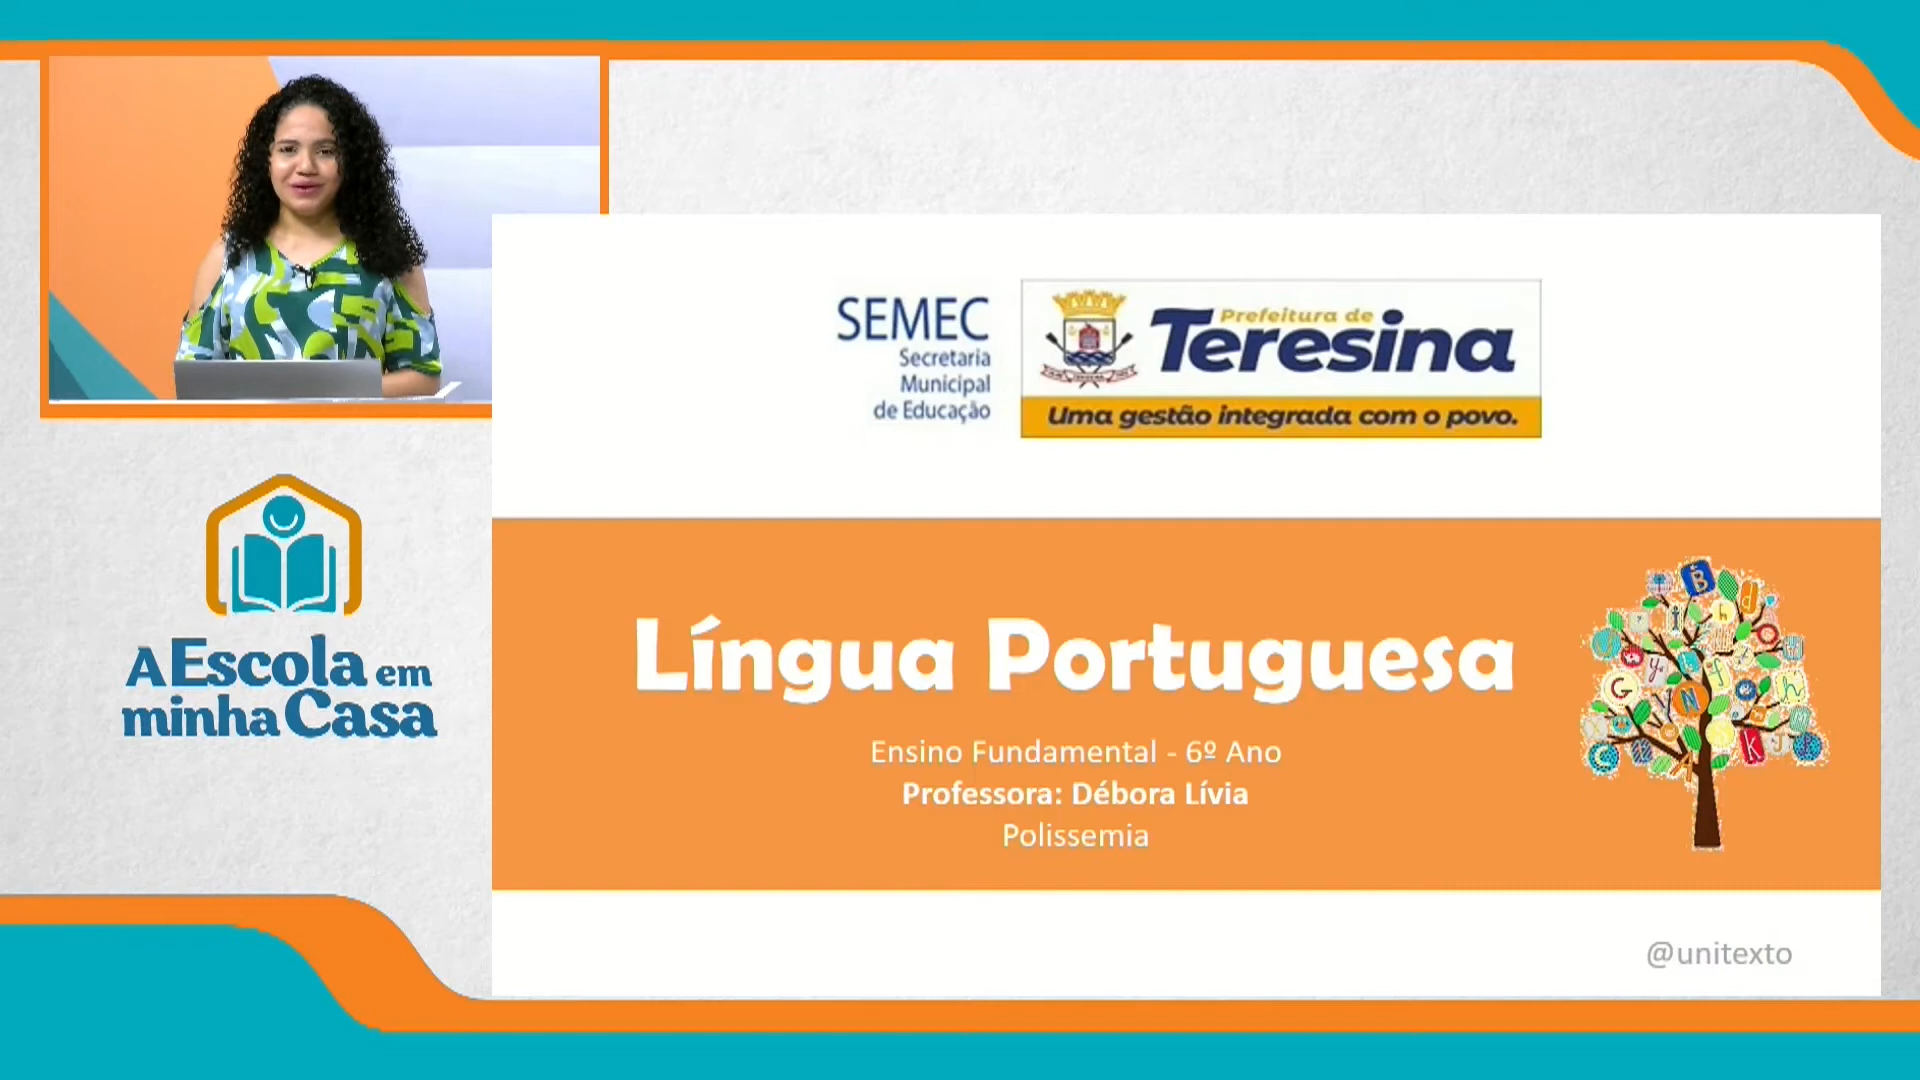 SEMEC
Secretaria
Municipal
de Educação
Prefeitura de
Teresina
Uma gestão integrada com o povo.
A Escola em
minha Casa
Língua Portuguesa
Ensino Fundamental - 6º Ano
Professora: Débora Lívia
Polissemia
@unitexto